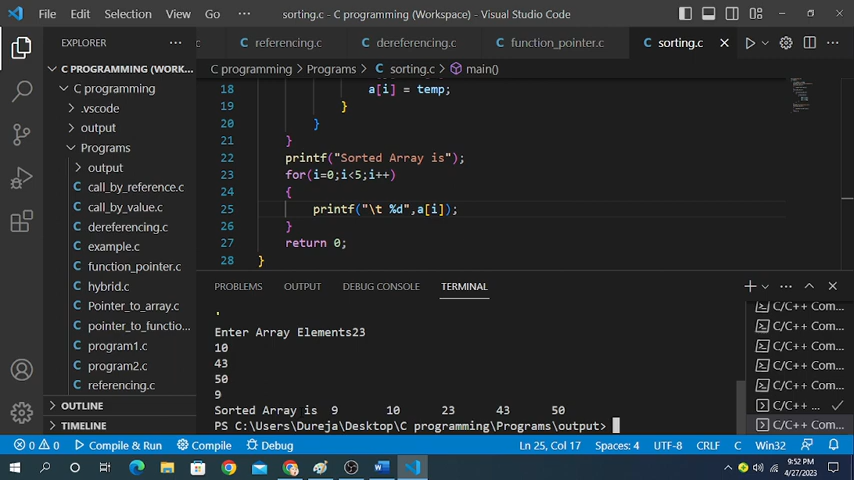 File Edit Selection View Go ··· sorting.c - C programming (Workspace) - Visual Studio Code
EXPLORER ···
c referencing.c C dereferencing.c C function_pointer.c C sorting.c
C PROGRAMMING (WORK...
C programming > Programs > C sorting.c > main()
C programming
.vscode
output
Programs
output
C call_by_reference.c
C call_by_value.c
C dereferencing.c
C example.c
C function_pointer.c
C hybrid.c
C Pointer_to_array.c
C pointer_to_functio...
C program1.c
C program2.c
C referencing.c
OUTLINE
TIMELINE
18 a[i] = temp;
19 }
20 }
21 }
22 printf("Sorted Array is");
23 for(i=0;i<5;i++)
24 {
25 printf("\t %d",a[i]);
26 }
27 return 0;
28 }
PROBLEMS OUTPUT DEBUG CONSOLE TERMINAL
Enter Array Elements23
10
43
50
9
Sorted Array is 9 10 23 43 50
PS C:\Users\Dureja\Desktop\C programming\Programs\output>
C/C++ Com...
C/C++ Com...
C/C++ Com...
C/C++ Com...
C/C++ Com...
C/C++ ...
C/C++ Com...
0 0 Compile & Run Compile Debug Ln 25, Col 17 Spaces: 4 UTF-8 CRLF C Win32
9:52 PM
4/27/2023